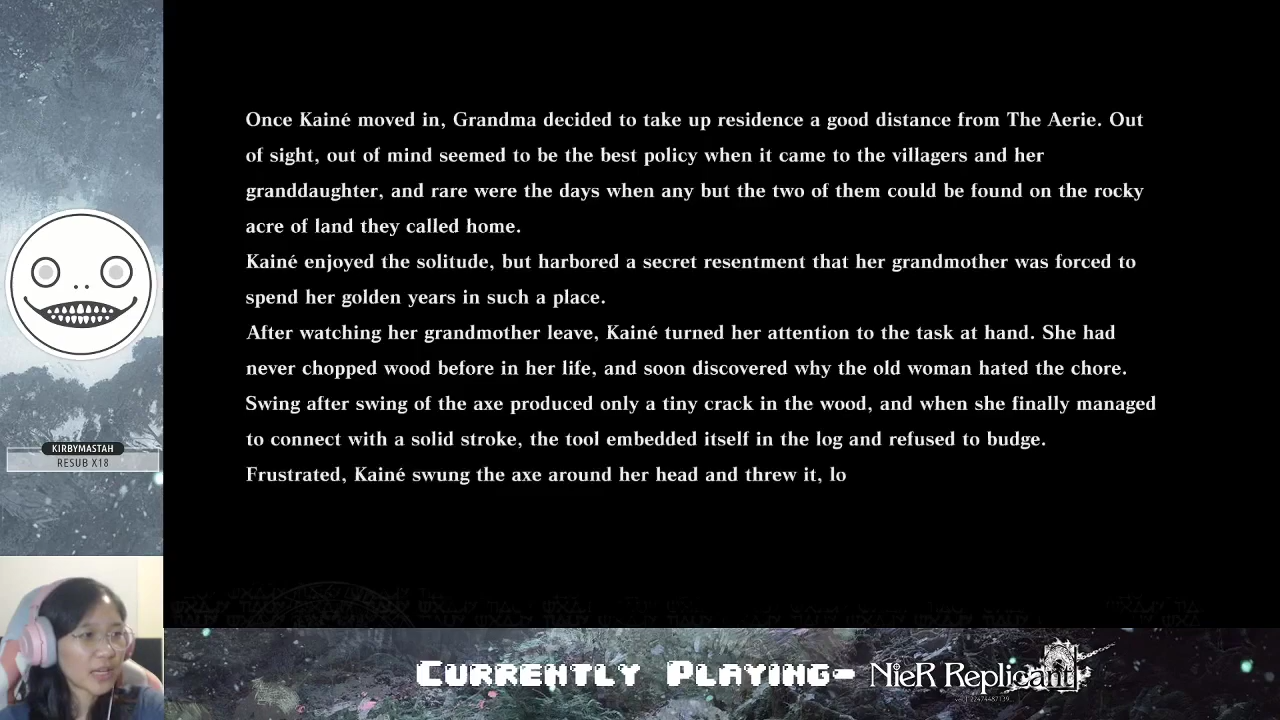 Once Kainé moved in, Grandma decided to take up residence a good distance from The Aerie. Out
of sight, out of mind seemed to be the best policy when it came to the villagers and her
granddaughter, and rare were the days when any but the two of them could be found on the rocky
acre of land they called home.
Kainé enjoyed the solitude, but harbored a secret resentment that her grandmother was forced to
spend her golden years in such a place.
After watching her grandmother leave, Kainé turned her attention to the task at hand. She had
never chopped wood before in her life, and soon discovered why the old woman hated the chore.
Swing after swing of the axe produced only a tiny crack in the wood, and when she finally managed
to connect with a solid stroke, the tool embedded itself in the log and refused to budge.
Frustrated, Kainé swung the axe around her head and threw it, lo
KIRBYMASTAH
RESUB X18
Currently Playing- NieR Replicant